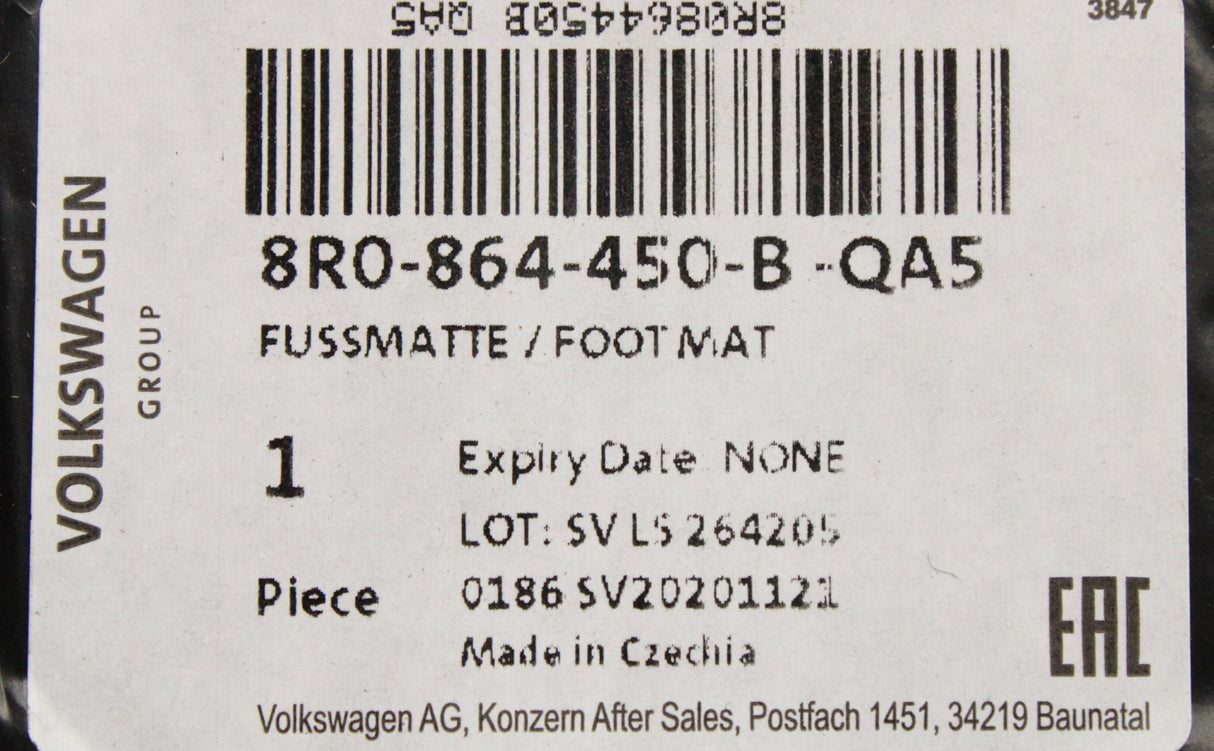 8R0864450B QA5
3847
8R0-864-450-B -QA5
FUSSMATTE / FOOT MAT
VOLKSWAGEN
GROUP
1
Expiry Date NONE
LOT: SV LS 264205
Piece
0186 SV20201121
Made in Czechia
EAC
Volkswagen AG, Konzern After Sales, Postfach 1451, 34219 Baunatal